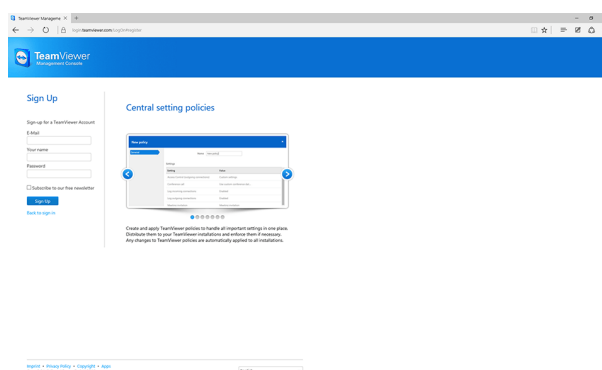 TeamViewer Manageme
login.teamviewer.com/LogOn#register
TeamViewer
Management Console
Sign Up
Sign-up for a TeamViewer Account
E-Mail
Your name
Password
Subscribe to our free newsletter
Sign Up
Back to sign in
Central setting policies
New policy
Create and apply TeamViewer policies to handle all important settings in one place.
Distribute them to your TeamViewer installations and enforce them if necessary.
Any changes to TeamViewer policies are automatically applied to all installations.
Imprint • Privacy Policy • Copyright • Apps